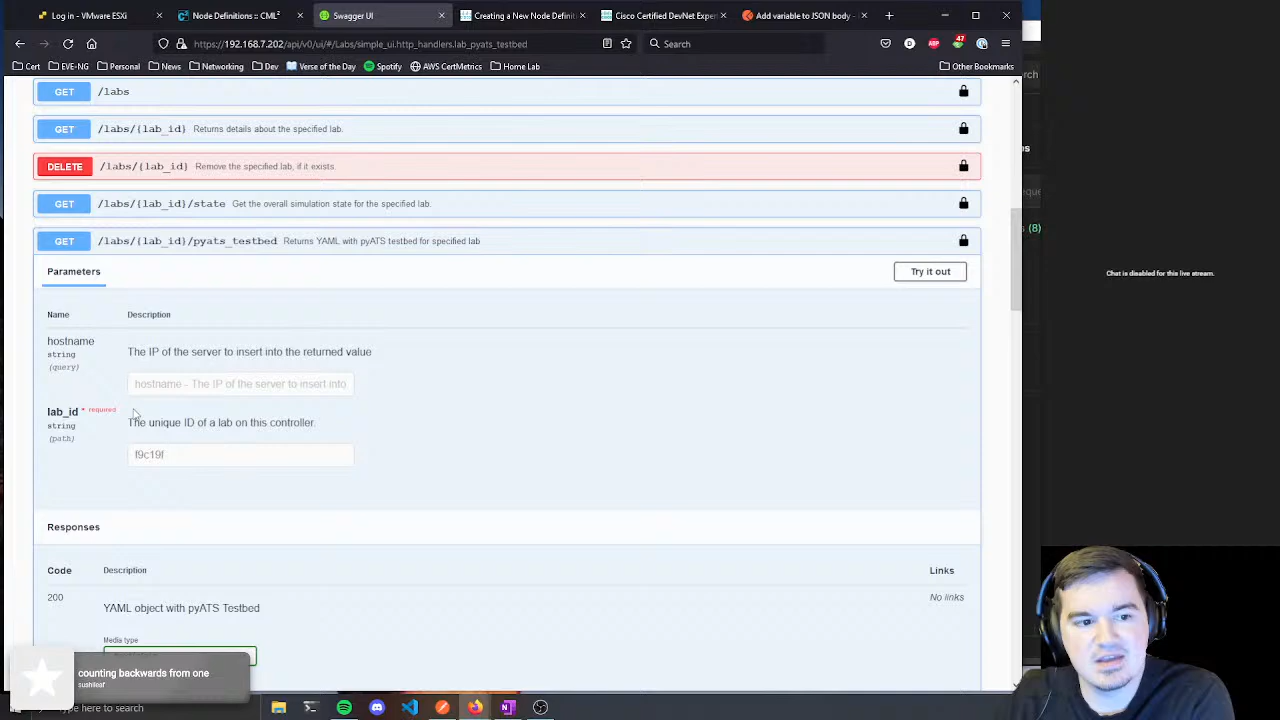 Log in - VMware ESXi
Node Definitions :: CML²
Swagger UI
Creating a New Node Definit
Cisco Certified DevNet Exper
Add variable to JSON body -
https://192.168.7.202/api/v0/ui/#/Labs/simple_ui.http_handlers.lab_pyats_testbed
Search
47
Cert
EVE-NG
Personal
News
Networking
Dev
Verse of the Day
Spotify
AWS CertMetrics
Home Lab
Other Bookmarks
GET /labs
GET /labs/{lab_id} Returns details about the specified lab.
DELETE /labs/{lab_id} Remove the specified lab, if it exists.
GET /labs/{lab_id}/state Get the overall simulation state for the specified lab.
GET /labs/{lab_id}/pyats_testbed Returns YAML with pyATS testbed for specified lab
Parameters
Try it out
Name
Description
hostname
string
(query)
The IP of the server to insert into the returned value
hostname - The IP of the server to insert into
lab_id * required
string
(path)
The unique ID of a lab on this controller.
f9c19f
Responses
Code
Description
Links
200
YAML object with pyATS Testbed
No links
Media type
counting backwards from one
sushileaf
here to search
Chat is disabled for this live stream.
(8)